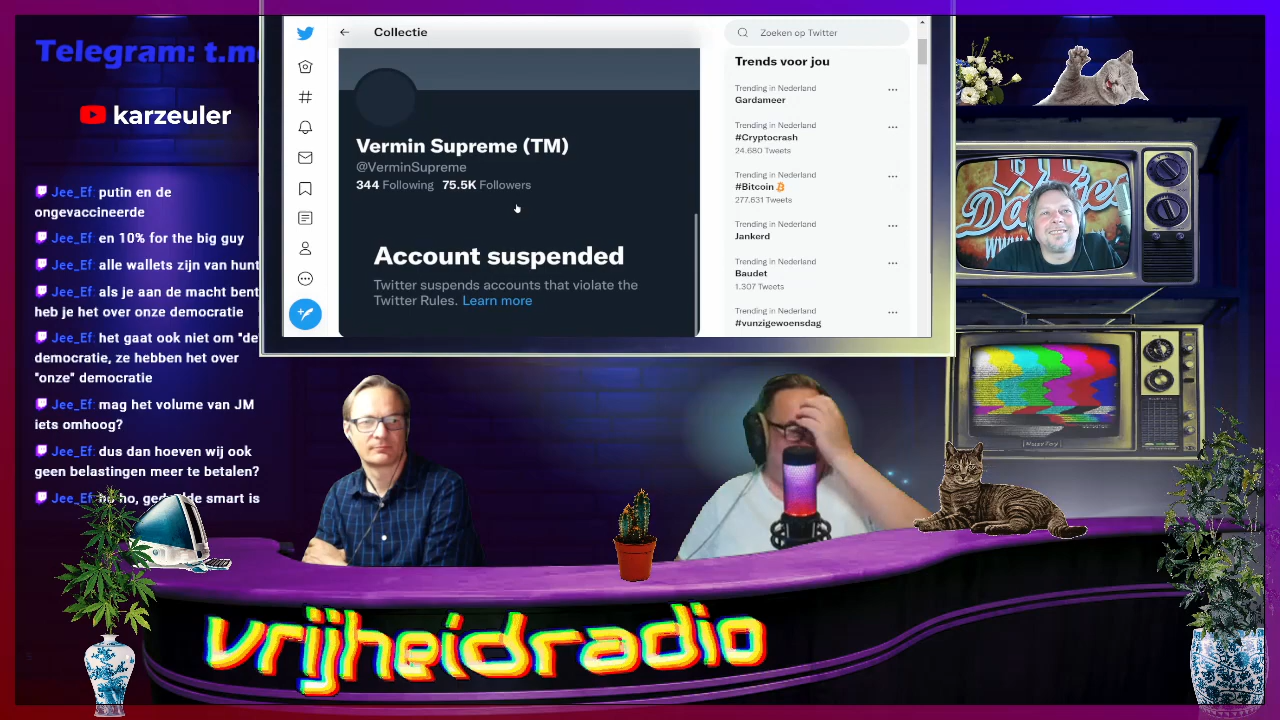 Telegram: t.m
karzeuler
Jee_Ef: putin en de
ongevaccineerde
Jee_Ef: en 10% for the big guy
Jee_Ef: alle wallets zijn van hunt
Jee_Ef: als je aan de macht bent
heb je het over onze democratie
Jee_Ef: het gaat ook niet om "de
democratie, ze hebben het over
"onze" democratie
Jee_Ef: mag het volume van JM
iets omhoog?
Jee_Ef: dus dan hoeven wij ook
geen belastingen meer te betalen?
Jee_Ef: smart is
Collectie
Vermin Supreme (TM)
@VerminSupreme
344 Following 75.5K Followers
Account suspended
Twitter suspends accounts that violate the
Twitter Rules. Learn more
Zoeken op Twitter
Trends voor jou
Trending in Nederland
Gardameer
Trending in Nederland
#Cryptocrash
24.680 Tweets
Trending in Nederland
#Bitcoin
277.631 Tweets
Trending in Nederland
Jankerd
Trending in Nederland
Baudet
1.307 Tweets
Trending in Nederland
#vunzigewoensdag
vrijheidradio